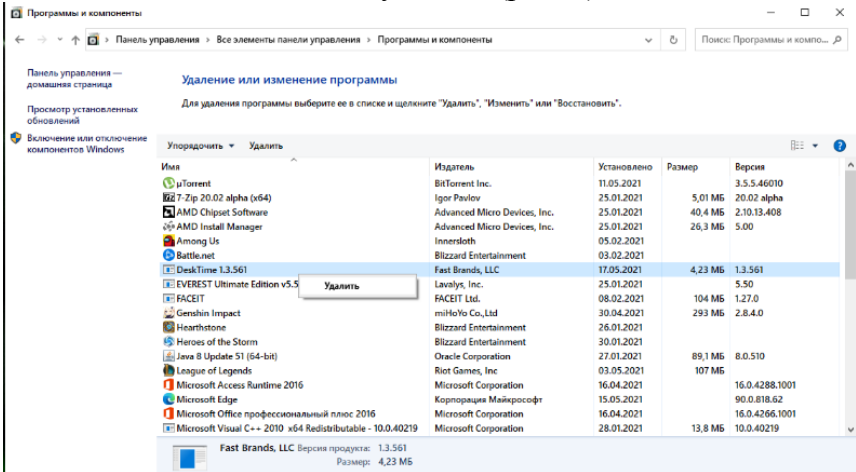 Программы и компоненты
Панель управления > Все элементы панели управления > Программы и компоненты
Поиск: Программы и компо...
Панель управления —
домашняя страница
Просмотр установленных
обновлений
Включение или отключение
компонентов Windows
Удаление или изменение программы
Для удаления программы выберите ее в списке и щелкните "Удалить", "Изменить" или "Восстановить".
Упорядочить Удалить
Имя Издатель Установлено Размер Версия
µTorrent BitTorrent Inc. 11.05.2021 3.5.5.46010
7-Zip 20.02 alpha (x64) Igor Pavlov 25.01.2021 5,01 МБ 20.02 alpha
AMD Chipset Software Advanced Micro Devices, Inc. 25.01.2021 40,4 МБ 2.10.13.408
AMD Install Manager Advanced Micro Devices, Inc. 25.01.2021 26,3 МБ 5.00
Among Us Innersloth 05.02.2021
Battle.net Blizzard Entertainment 03.02.2021
DeskTime 1.3.561 Fast Brands, LLC 17.05.2021 4,23 МБ 1.3.561
EVEREST Ultimate Edition v5.5 Lavalys, Inc. 25.01.2021 5.50
Удалить
FACEIT FACEIT Ltd. 08.02.2021 104 МБ 1.27.0
Genshin Impact miHoYo Co.,Ltd 30.04.2021 293 МБ 2.8.4.0
Hearthstone Blizzard Entertainment 26.01.2021
Heroes of the Storm Blizzard Entertainment 30.01.2021
Java 8 Update 51 (64-bit) Oracle Corporation 27.01.2021 89,1 МБ 8.0.510
League of Legends Riot Games, Inc 03.05.2021 107 МБ
Microsoft Access Runtime 2016 Microsoft Corporation 16.04.2021 16.0.4288.1001
Microsoft Edge Корпорация Майкрософт 15.05.2021 90.0.818.62
Microsoft Office профессиональный плюс 2016 Microsoft Corporation 16.04.2021 16.0.4266.1001
Microsoft Visual C++ 2010 x64 Redistributable - 10.0.40219 Microsoft Corporation 28.01.2021 13,8 МБ 10.0.40219
Fast Brands, LLC Версия продукта: 1.3.561
Размер: 4,23 МБ